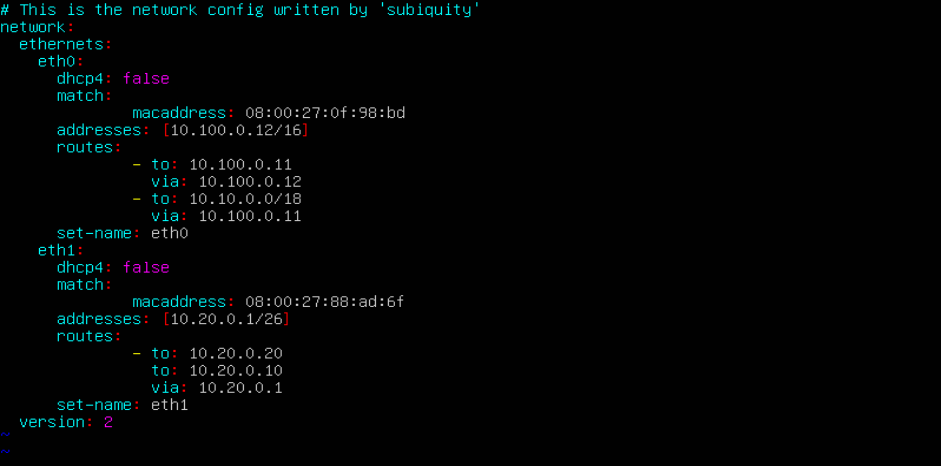 # This is the network config written by 'subiquity'
network:
  ethernets:
    eth0:
      dhcp4: false
      match:
              macaddress: 08:00:27:0f:98:bd
      addresses: [10.100.0.12/16]
      routes:
              - to: 10.100.0.11
                via: 10.100.0.12
              - to: 10.10.0.0/18
                via: 10.100.0.11
      set-name: eth0
    eth1:
      dhcp4: false
      match:
              macaddress: 08:00:27:88:ad:6f
      addresses: [10.20.0.1/26]
      routes:
              - to: 10.20.0.20
                to: 10.20.0.10
                via: 10.20.0.1
      set-name: eth1
  version: 2
~
~